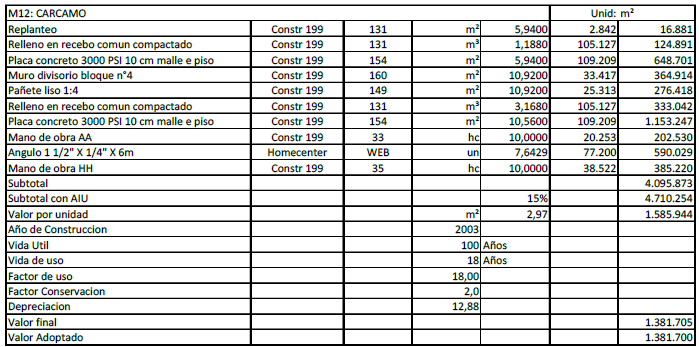 M12: CARCAMO Unid: m²
Replanteo Constr 199 131 m² 5,9400 2.842 16.881
Relleno en recebo comun compactado Constr 199 131 m³ 1,1880 105.127 124.891
Placa concreto 3000 PSI 10 cm malle e piso Constr 199 154 m² 5,9400 109.209 648.701
Muro divisorio bloque n°4 Constr 199 160 m² 10,9200 33.417 364.914
Pañete liso 1:4 Constr 199 149 m² 10,9200 25.313 276.418
Relleno en recebo comun compactado Constr 199 131 m³ 3,1680 105.127 333.042
Placa concreto 3000 PSI 10 cm malle e piso Constr 199 154 m² 10,5600 109.209 1.153.247
Mano de obra AA Constr 199 33 hc 10,0000 20.253 202.530
Angulo 1 1/2" X 1/4" X 6m Homecenter WEB un 7,6429 77.200 590.029
Mano de obra HH Constr 199 35 hc 10,0000 38.522 385.220
Subtotal 4.095.873
Subtotal con AIU 15% 4.710.254
Valor por unidad m² 2,97 1.585.944
Año de Construccion 2003
Vida Util 100 Años
Vida de uso 18 Años
Factor de uso 18,00
Factor Conservacion 2,0
Depreciacion 12,88
Valor final 1.381.705
Valor Adoptado 1.381.700